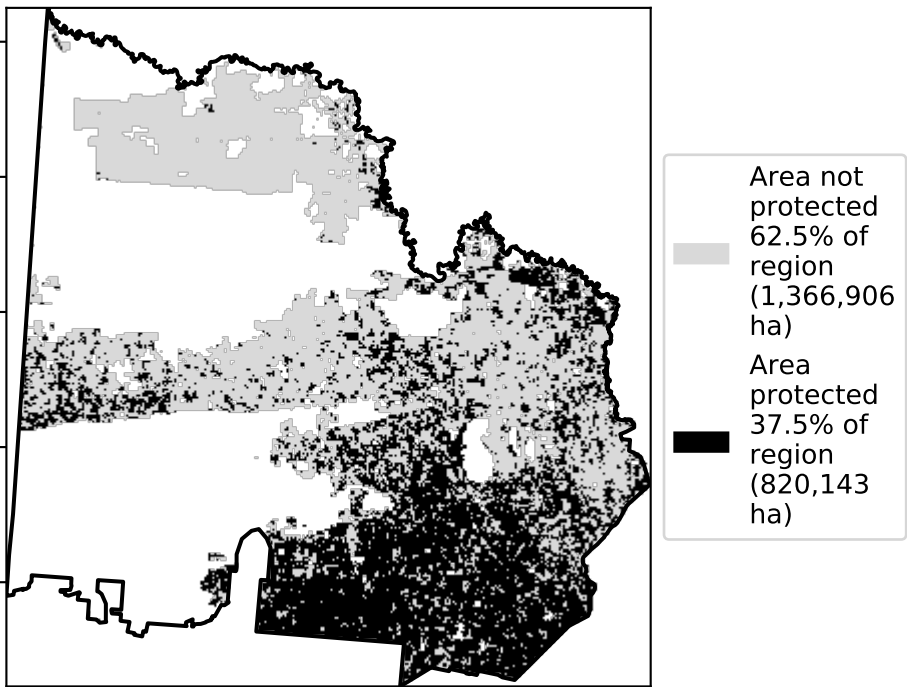 Area not
protected
62.5% of
region
(1,366,906
ha)
Area
protected
37.5% of
region
(820,143
ha)